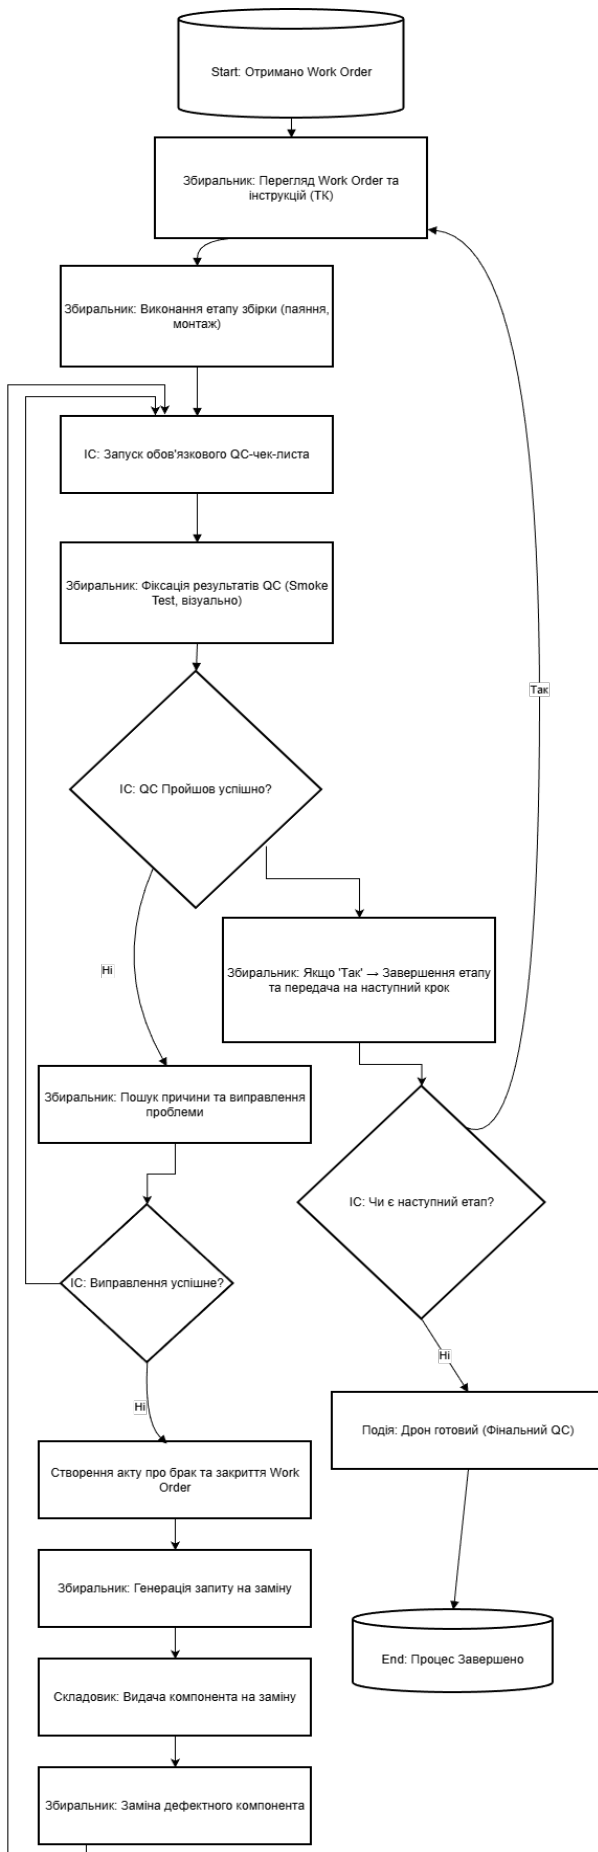 Start: Отримано Work Order
Збиральник: Перегляд Work Order та
інструкцій (ТК)
Збиральник: Виконання етапу збірки (паяння,
монтаж)
ІС: Запуск обов'язкового QC-чек-листа
Збиральник: Фіксація результатів QC (Smoke
Test, візуально)
Так
ІС: QC Пройшов успішно?
Ні
Збиральник: Якщо 'Так' → Завершення етапу
та передача на наступний крок
Збиральник: Пошук причини та виправлення
проблеми
ІС: Чи є наступний етап?
ІС: Виправлення успішне?
Ні
Ні
Подія: Дрон готовий (Фінальний QC)
Створення акту про брак та закриття Work
Order
Збиральник: Генерація запиту на заміну
End: Процес Завершено
Складовик: Видача компонента на заміну
Збиральник: Заміна дефектного компонента